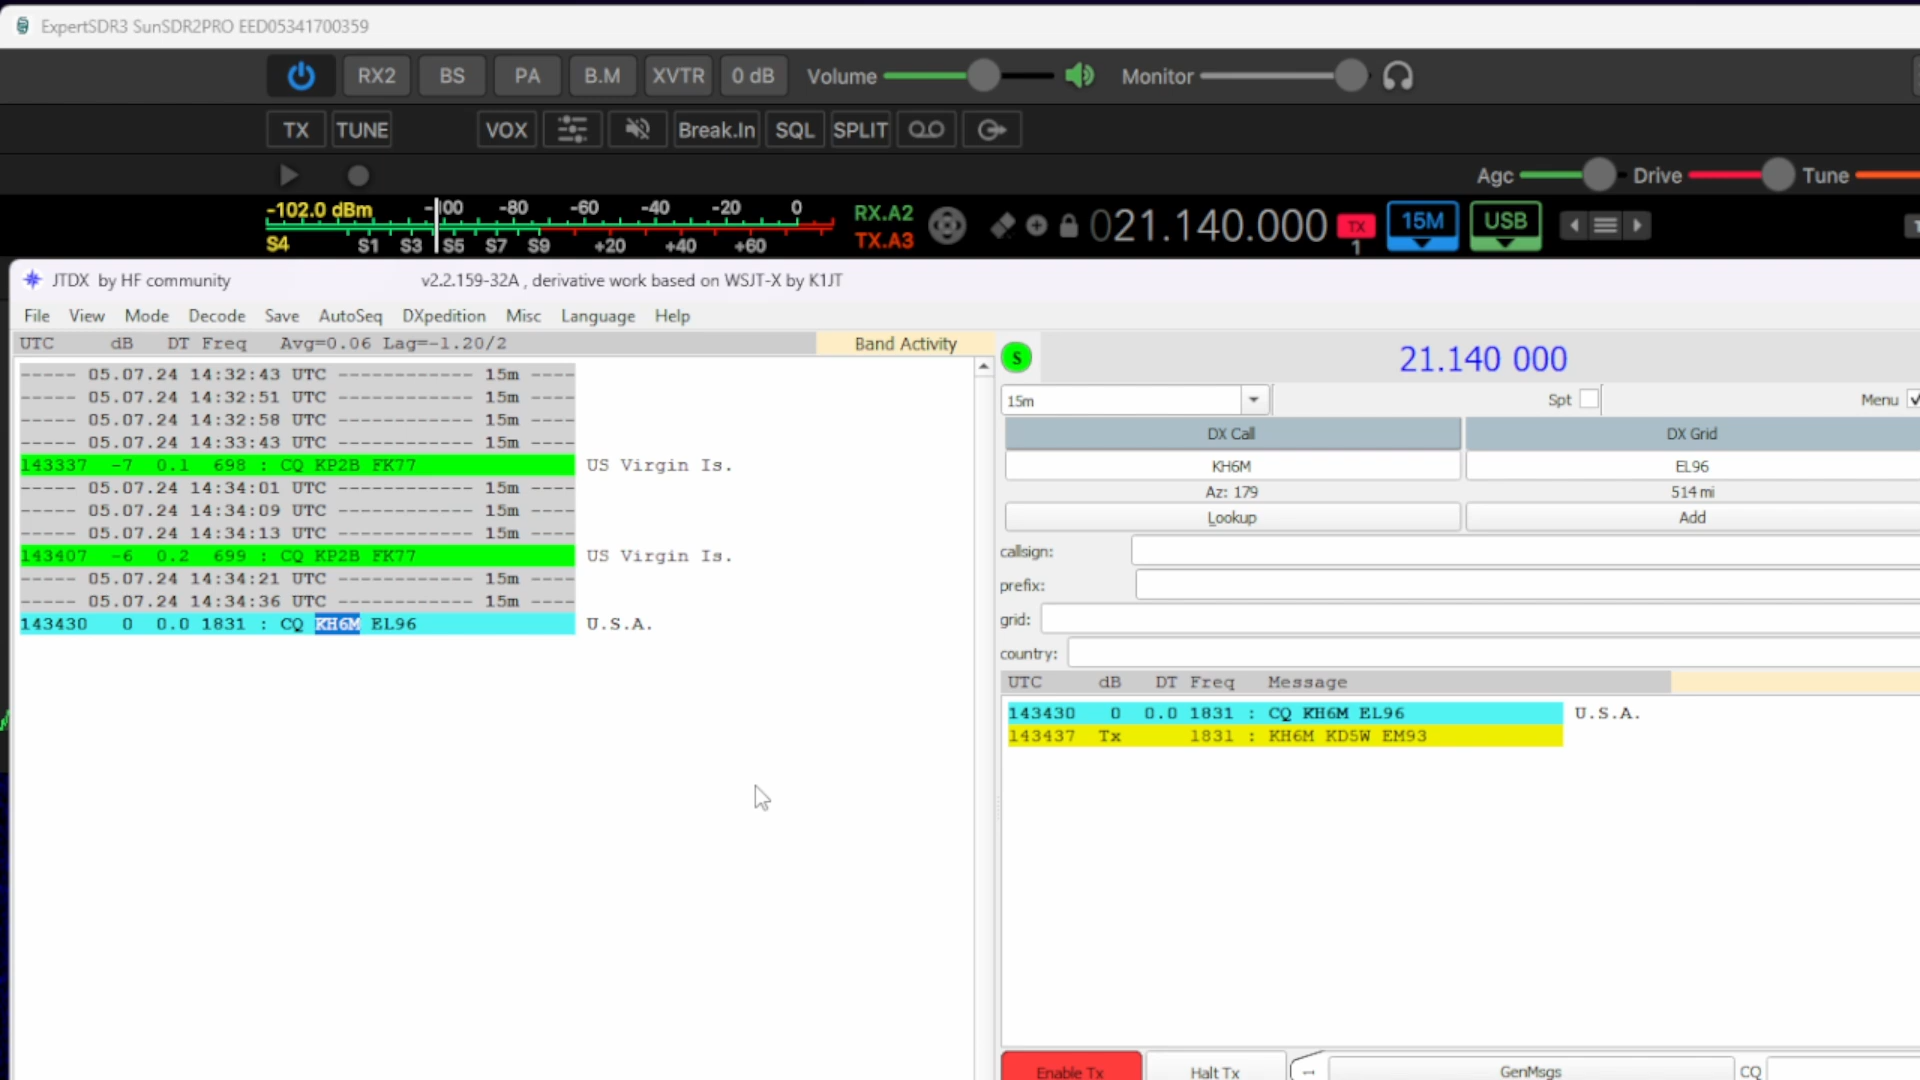 ExpertSDR3 SunSDR2PRO EED05341700359
RX2 BS PA B.M XVTR 0 dB Volume Monitor
TX TUNE VOX Break.In SQL SPLIT
Agc Drive Tune
-102.0 dBm -100 -80 -60 -40 -20 0
S4 S1 S3 S5 S7 S9 +20 +40 +60
RX.A2
TX.A3
021.140.000 TX 1 15M USB
JTDX by HF community v2.2.159-32A , derivative work based on WSJT-X by K1JT
File View Mode Decode Save AutoSeq DXpedition Misc Language Help
UTC dB DT Freq Avg=0.06 Lag=-1.20/2 Band Activity
----- 05.07.24 14:32:43 UTC ------------ 15m ----
----- 05.07.24 14:32:51 UTC ------------ 15m ----
----- 05.07.24 14:32:58 UTC ------------ 15m ----
----- 05.07.24 14:33:43 UTC ------------ 15m ----
143337 -7 0.1 698 : CQ KP2B FK77 US Virgin Is.
----- 05.07.24 14:34:01 UTC ------------ 15m ----
----- 05.07.24 14:34:09 UTC ------------ 15m ----
----- 05.07.24 14:34:13 UTC ------------ 15m ----
143407 -6 0.2 699 : CQ KP2B FK77 US Virgin Is.
----- 05.07.24 14:34:21 UTC ------------ 15m ----
----- 05.07.24 14:34:36 UTC ------------ 15m ----
143430 0 0.0 1831 : CQ KH6M EL96 U.S.A.
S 21.140 000
15m Spt Menu
DX Call DX Grid
KH6M EL96
Az: 179 514 mi
Lookup Add
callsign:
prefix:
grid:
country:
UTC dB DT Freq Message
143430 0 0.0 1831 : CQ KH6M EL96 U.S.A.
143437 Tx 1831 : KH6M KD5W EM93
Enable Tx Halt Tx GenMsgs CQ